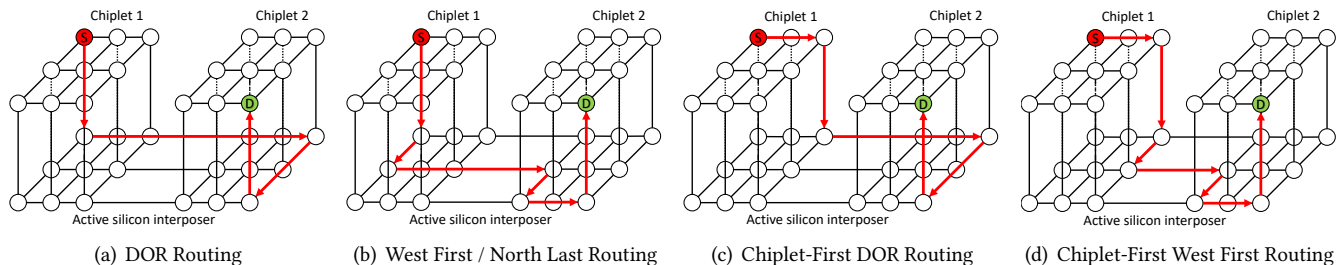 Chiplet 1 Chiplet 2 Chiplet 1 Chiplet 2 Chiplet 1 Chiplet 2 Chiplet 1 Chiplet 2
S S S S
D D D D
Active silicon interposer Active silicon interposer Active silicon interposer Active silicon interposer
(a) DOR Routing (b) West First / North Last Routing (c) Chiplet-First DOR Routing (d) Chiplet-First West First Routing